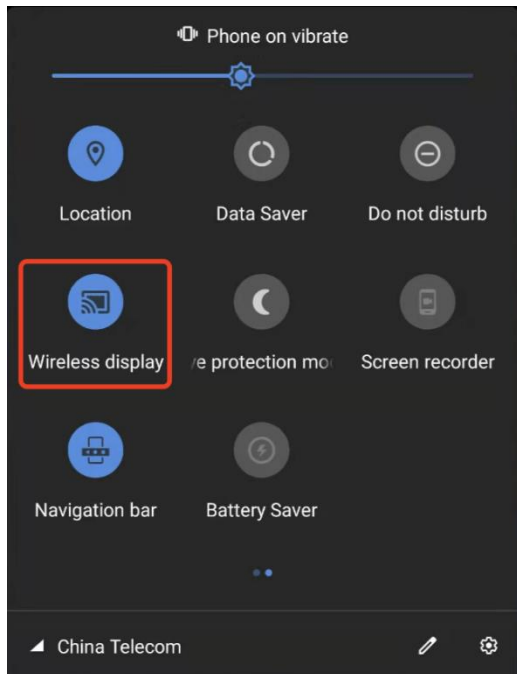 Phone on vibrate
Location
Data Saver
Do not disturb
Wireless display
protection
Screen recorder
Navigation bar
Battery Saver
China Telecom